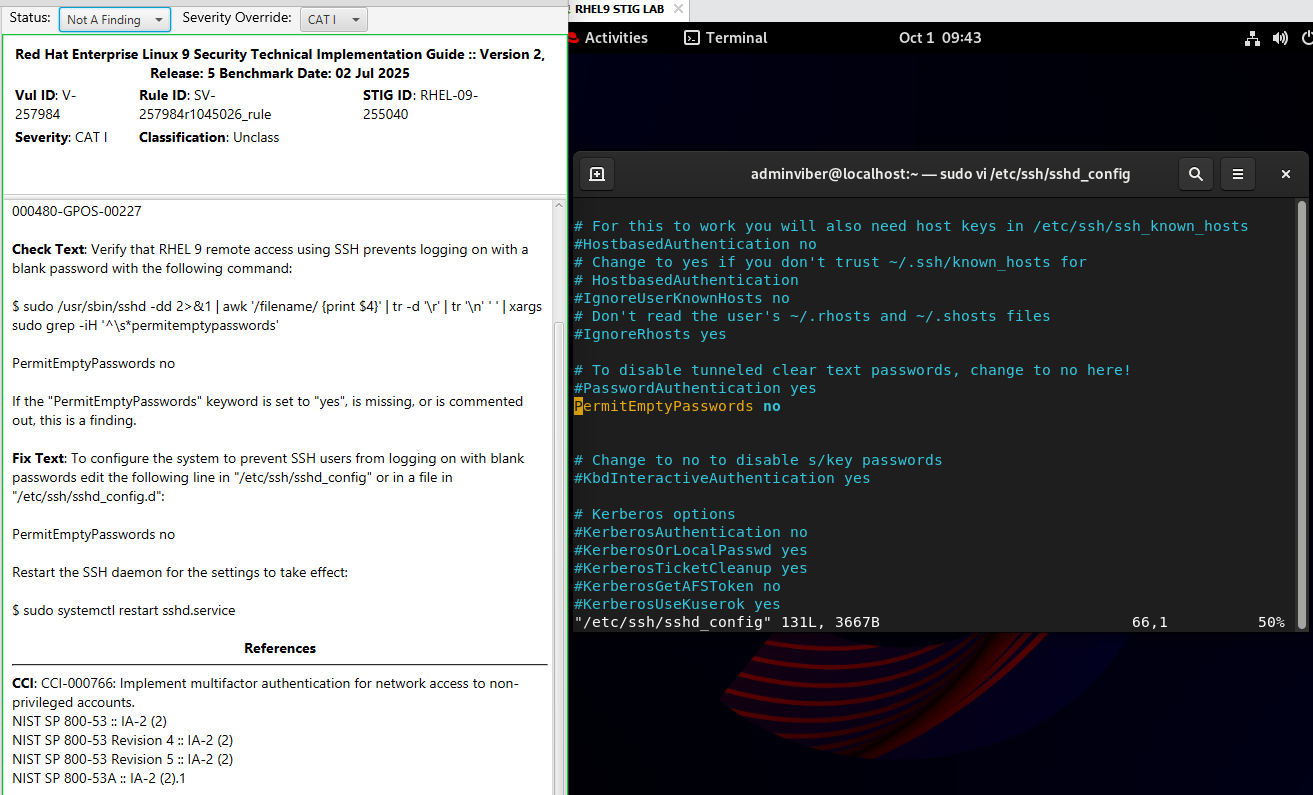 Status: Not A Finding Severity Override: CAT I
Red Hat Enterprise Linux 9 Security Technical Implementation Guide :: Version 2,
Release: 5 Benchmark Date: 02 Jul 2025
Vul ID: V-
257984
Rule ID: SV-
257984r1045026_rule
STIG ID: RHEL-09-
255040
Severity: CAT I Classification: Unclass
000480-GPOS-00227
Check Text: Verify that RHEL 9 remote access using SSH prevents logging on with a
blank password with the following command:
$ sudo /usr/sbin/sshd -dd 2>&1 | awk '/filename/ {print $4}' | tr -d '\r' | tr '\n' ' ' | xargs
sudo grep -iH '^\s*permitemptypasswords'
PermitEmptyPasswords no
If the "PermitEmptyPasswords" keyword is set to "yes", is missing, or is commented
out, this is a finding.
Fix Text: To configure the system to prevent SSH users from logging on with blank
passwords edit the following line in "/etc/ssh/sshd_config" or in a file in
"/etc/ssh/sshd_config.d":
PermitEmptyPasswords no
Restart the SSH daemon for the settings to take effect:
$ sudo systemctl restart sshd.service
References
CCI: CCI-000766: Implement multifactor authentication for network access to non-
privileged accounts.
NIST SP 800-53 :: IA-2 (2)
NIST SP 800-53 Revision 4 :: IA-2 (2)
NIST SP 800-53 Revision 5 :: IA-2 (2)
NIST SP 800-53A :: IA-2 (2).1
RHEL9 STIG LAB
Activities Terminal Oct 1 09:43
adminviber@localhost:~ — sudo vi /etc/ssh/sshd_config
# For this to work you will also need host keys in /etc/ssh/ssh_known_hosts
#HostbasedAuthentication no
# Change to yes if you don't trust ~/.ssh/known_hosts for
# HostbasedAuthentication
#IgnoreUserKnownHosts no
# Don't read the user's ~/.rhosts and ~/.shosts files
#IgnoreRhosts yes
# To disable tunneled clear text passwords, change to no here!
#PasswordAuthentication yes
PermitEmptyPasswords no
# Change to no to disable s/key passwords
#KbdInteractiveAuthentication yes
# Kerberos options
#KerberosAuthentication no
#KerberosOrLocalPasswd yes
#KerberosTicketCleanup yes
#KerberosGetAFSToken no
#KerberosUseKuserok yes
"/etc/ssh/sshd_config" 131L, 3667B 66,1 50%